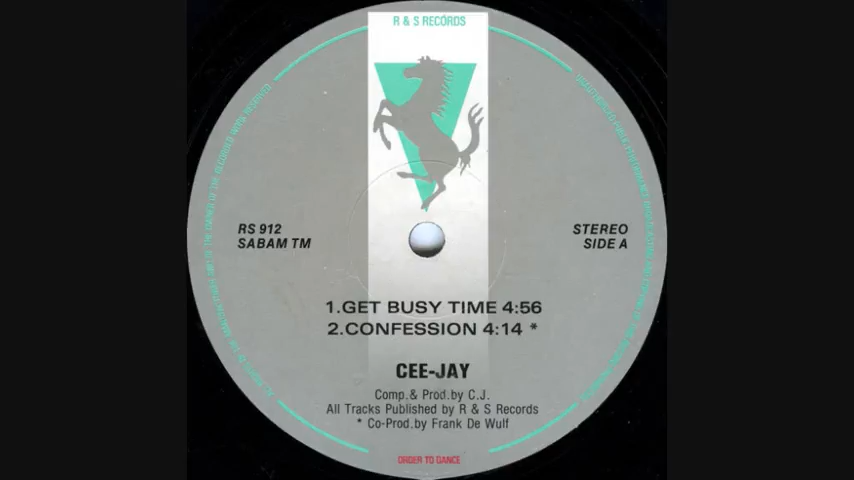 R & S RECORDS
RS 912
SABAM TM
STEREO
SIDE A
1.GET BUSY TIME 4:56
2.CONFESSION 4:14 *
CEE-JAY
Comp.& Prod.by C.J.
All Tracks Published by R & S Records
* Co-Prod.by Frank De Wulf
ORDER TO DANCE